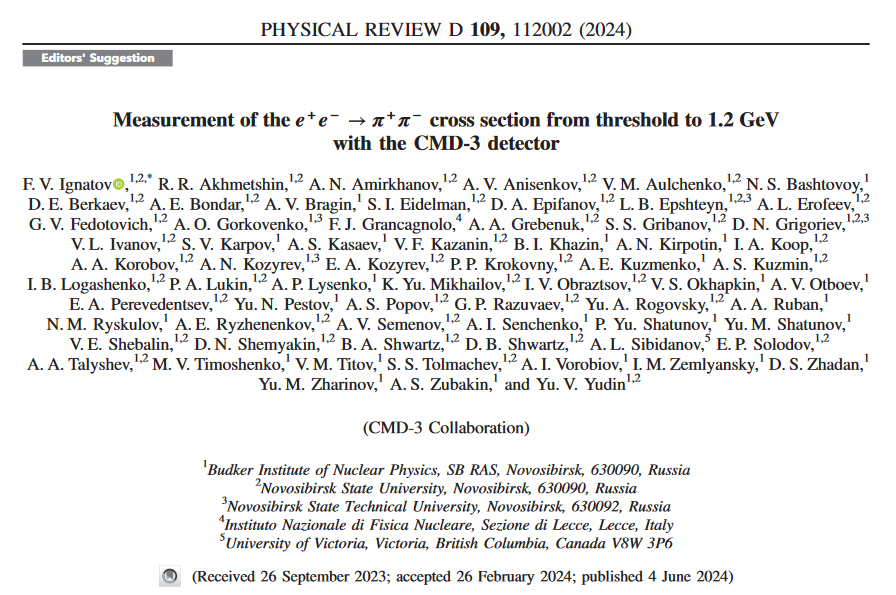 PHYSICAL REVIEW D 109, 112002 (2024)
Editors' Suggestion
Measurement of the e⁺e⁻ → π⁺π⁻ cross section from threshold to 1.2 GeV
with the CMD-3 detector
F. V. Ignatov,¹,²,* R. R. Akhmetshin,¹,² A. N. Amirkhanov,¹,² A. V. Anisenkov,¹,² V. M. Aulchenko,¹,² N. S. Bashtovoy,¹
D. E. Berkaev,¹,² A. E. Bondar,¹,² A. V. Bragin,¹ S. I. Eidelman,¹,² D. A. Epifanov,¹,² L. B. Epshteyn,¹,²,³ A. L. Erofeev,¹,²
G. V. Fedotovich,¹,² A. O. Gorkovenko,¹,³ F. J. Grancagnolo,⁴ A. A. Grebenuk,¹,² S. S. Gribanov,¹,² D. N. Grigoriev,¹,²,³
V. L. Ivanov,¹,² S. V. Karpov,¹ A. S. Kasaev,¹ V. F. Kazanin,¹,² B. I. Khazin,¹ A. N. Kirpotin,¹ I. A. Koop,¹,²
A. A. Korobov,¹,² A. N. Kozyrev,¹,³ E. A. Kozyrev,¹,² P. P. Krokovny,¹,² A. E. Kuzmenko,¹ A. S. Kuzmin,¹,²
I. B. Logashenko,¹,² P. A. Lukin,¹,² A. P. Lysenko,¹ K. Yu. Mikhailov,¹,² I. V. Obraztsov,¹,² V. S. Okhapkin,¹ A. V. Otboev,¹
E. A. Perevedentsev,¹,² Yu. N. Pestov,¹ A. S. Popov,¹,² G. P. Razuvaev,¹,² Yu. A. Rogovsky,¹,² A. A. Ruban,¹
N. M. Ryskulov,¹ A. E. Ryzhenenkov,¹,² A. V. Semenov,¹,² A. I. Senchenko,¹ P. Yu. Shatunov,¹ Yu. M. Shatunov,¹
V. E. Shebalin,¹,² D. N. Shemyakin,¹,² B. A. Shwartz,¹,² D. B. Shwartz,¹,² A. L. Sibidanov,⁵ E. P. Solodov,¹,²
A. A. Talyshev,¹,² M. V. Timoshenko,¹ V. M. Titov,¹ S. S. Tolmachev,¹,² A. I. Vorobiov,¹ I. M. Zemlyansky,¹ D. S. Zhadan,¹
Yu. M. Zharinov,¹ A. S. Zubakin,¹ and Yu. V. Yudin¹,²
(CMD-3 Collaboration)
¹Budker Institute of Nuclear Physics, SB RAS, Novosibirsk, 630090, Russia
²Novosibirsk State University, Novosibirsk, 630090, Russia
³Novosibirsk State Technical University, Novosibirsk, 630092, Russia
⁴Instituto Nazionale di Fisica Nucleare, Sezione di Lecce, Lecce, Italy
⁵University of Victoria, Victoria, British Columbia, Canada V8W 3P6
(Received 26 September 2023; accepted 26 February 2024; published 4 June 2024)